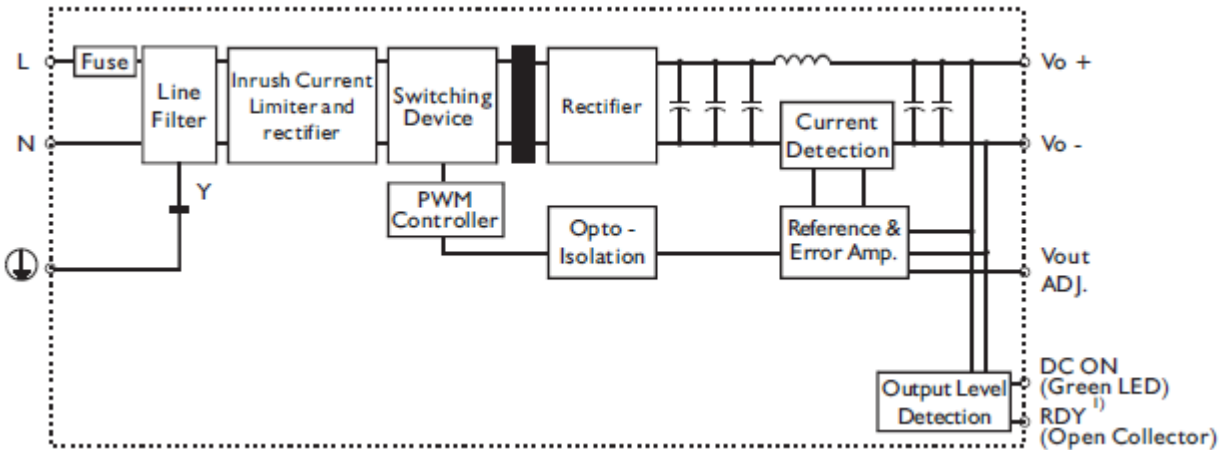 L
Fuse
Line
Filter
Inrush Current
Limiter and
rectifier
Switching
Device
Rectifier
Current
Detection
Vo +
N
Vo -
Y
PWM
Controller
Opto -
Isolation
Reference &
Error Amp.
Vout
ADJ.
Output Level
Detection
DC ON
(Green LED)
RDY 1)
(Open Collector)